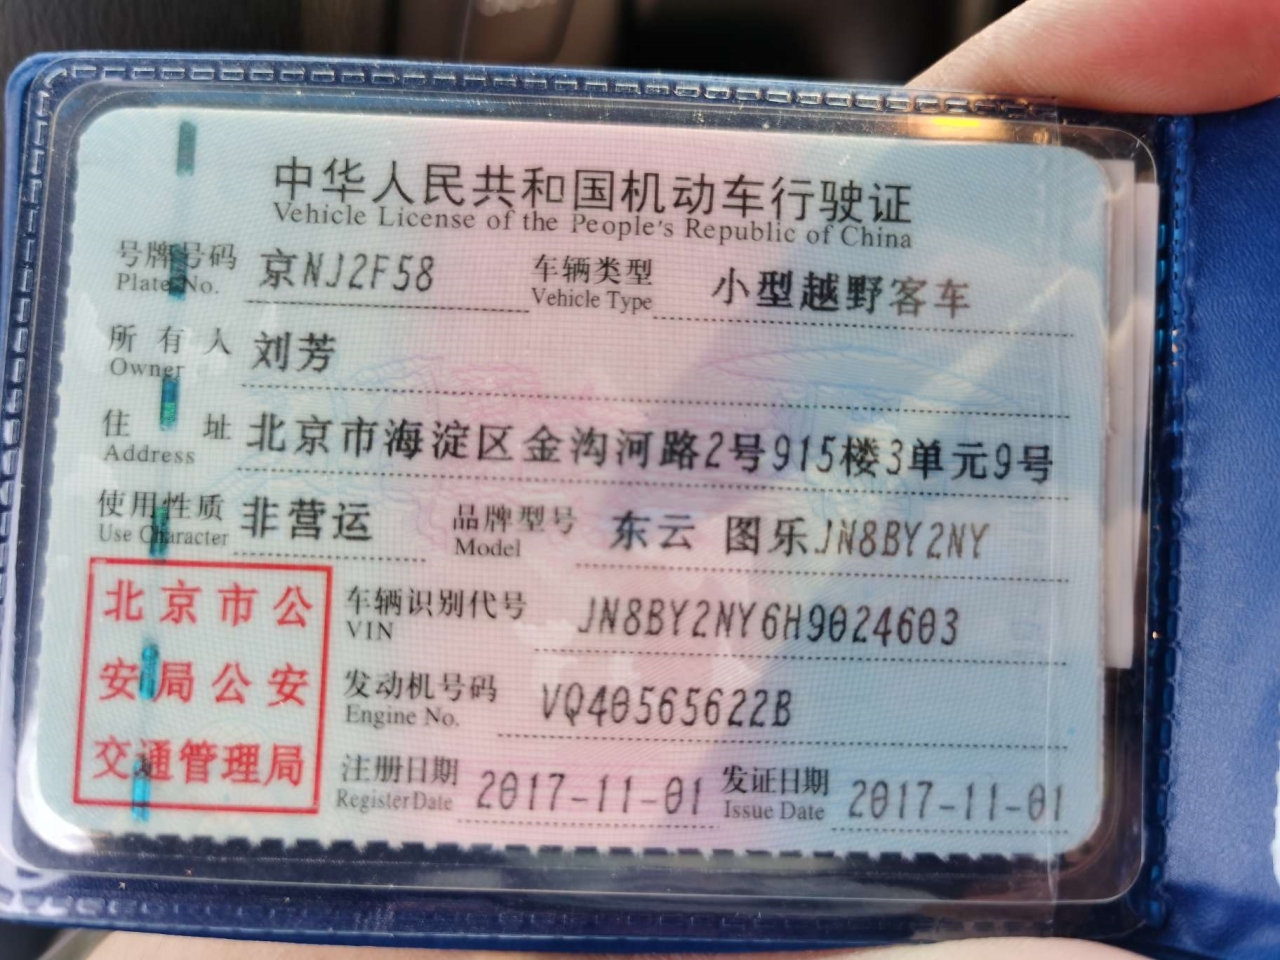 中华人民共和国机动车行驶证
Vehicle License of the People's Republic of China
号牌号码 京NJ2F58 车辆类型 小型越野客车
Plate No. Vehicle Type
所有人 刘芳
Owner
住址 北京市海淀区金沟河路2号915楼3单元9号
Address
使用性质 非营运 品牌型号 东云 图乐JN8BY2NY
Use Character Model
北京市公
安局公安
交通管理局
车辆识别代号 JN8BY2NY6H9024603
VIN
发动机号码 VQ40565622B
Engine No.
注册日期 2017-11-01 发证日期 2017-11-01
Register Date Issue Date